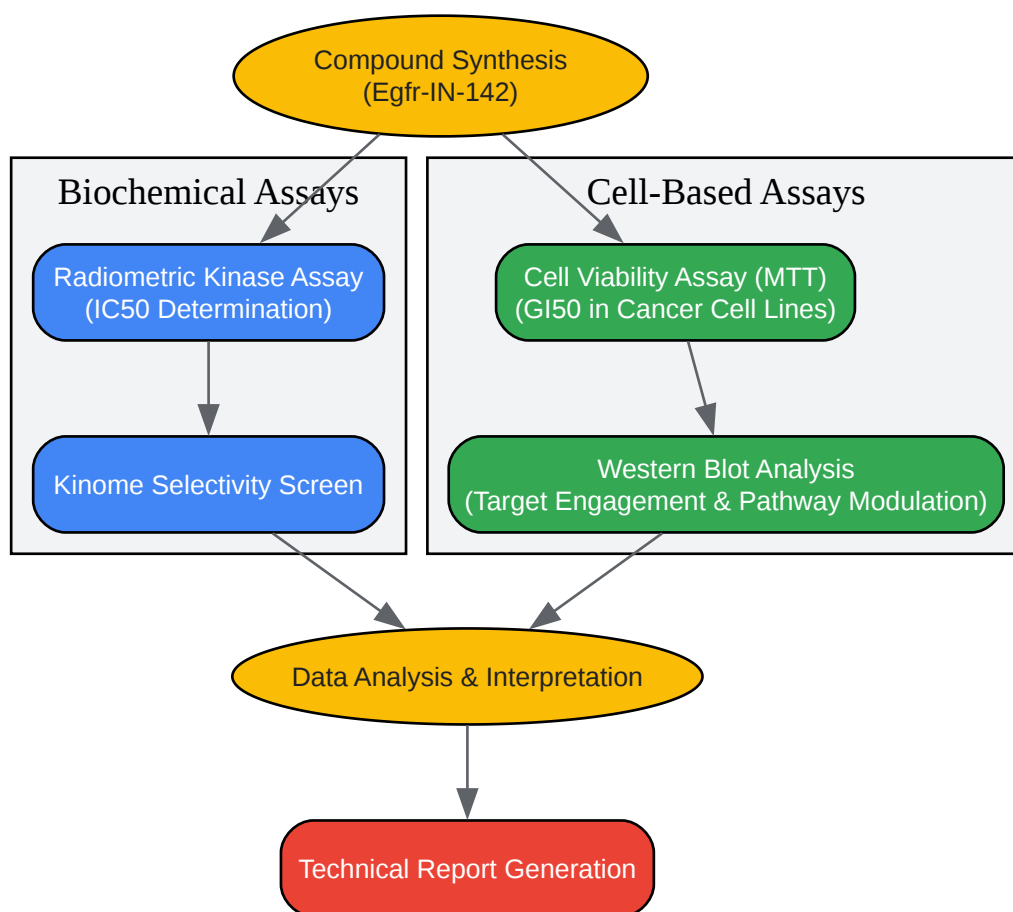 Compound Synthesis
(Egfr-IN-142)
Biochemical Assays
Radiometric Kinase Assay
(IC50 Determination)
Kinome Selectivity Screen
Cell-Based Assays
Cell Viability Assay (MTT)
(GI50 in Cancer Cell Lines)
Western Blot Analysis
(Target Engagement & Pathway Modulation)
Data Analysis & Interpretation
Technical Report Generation